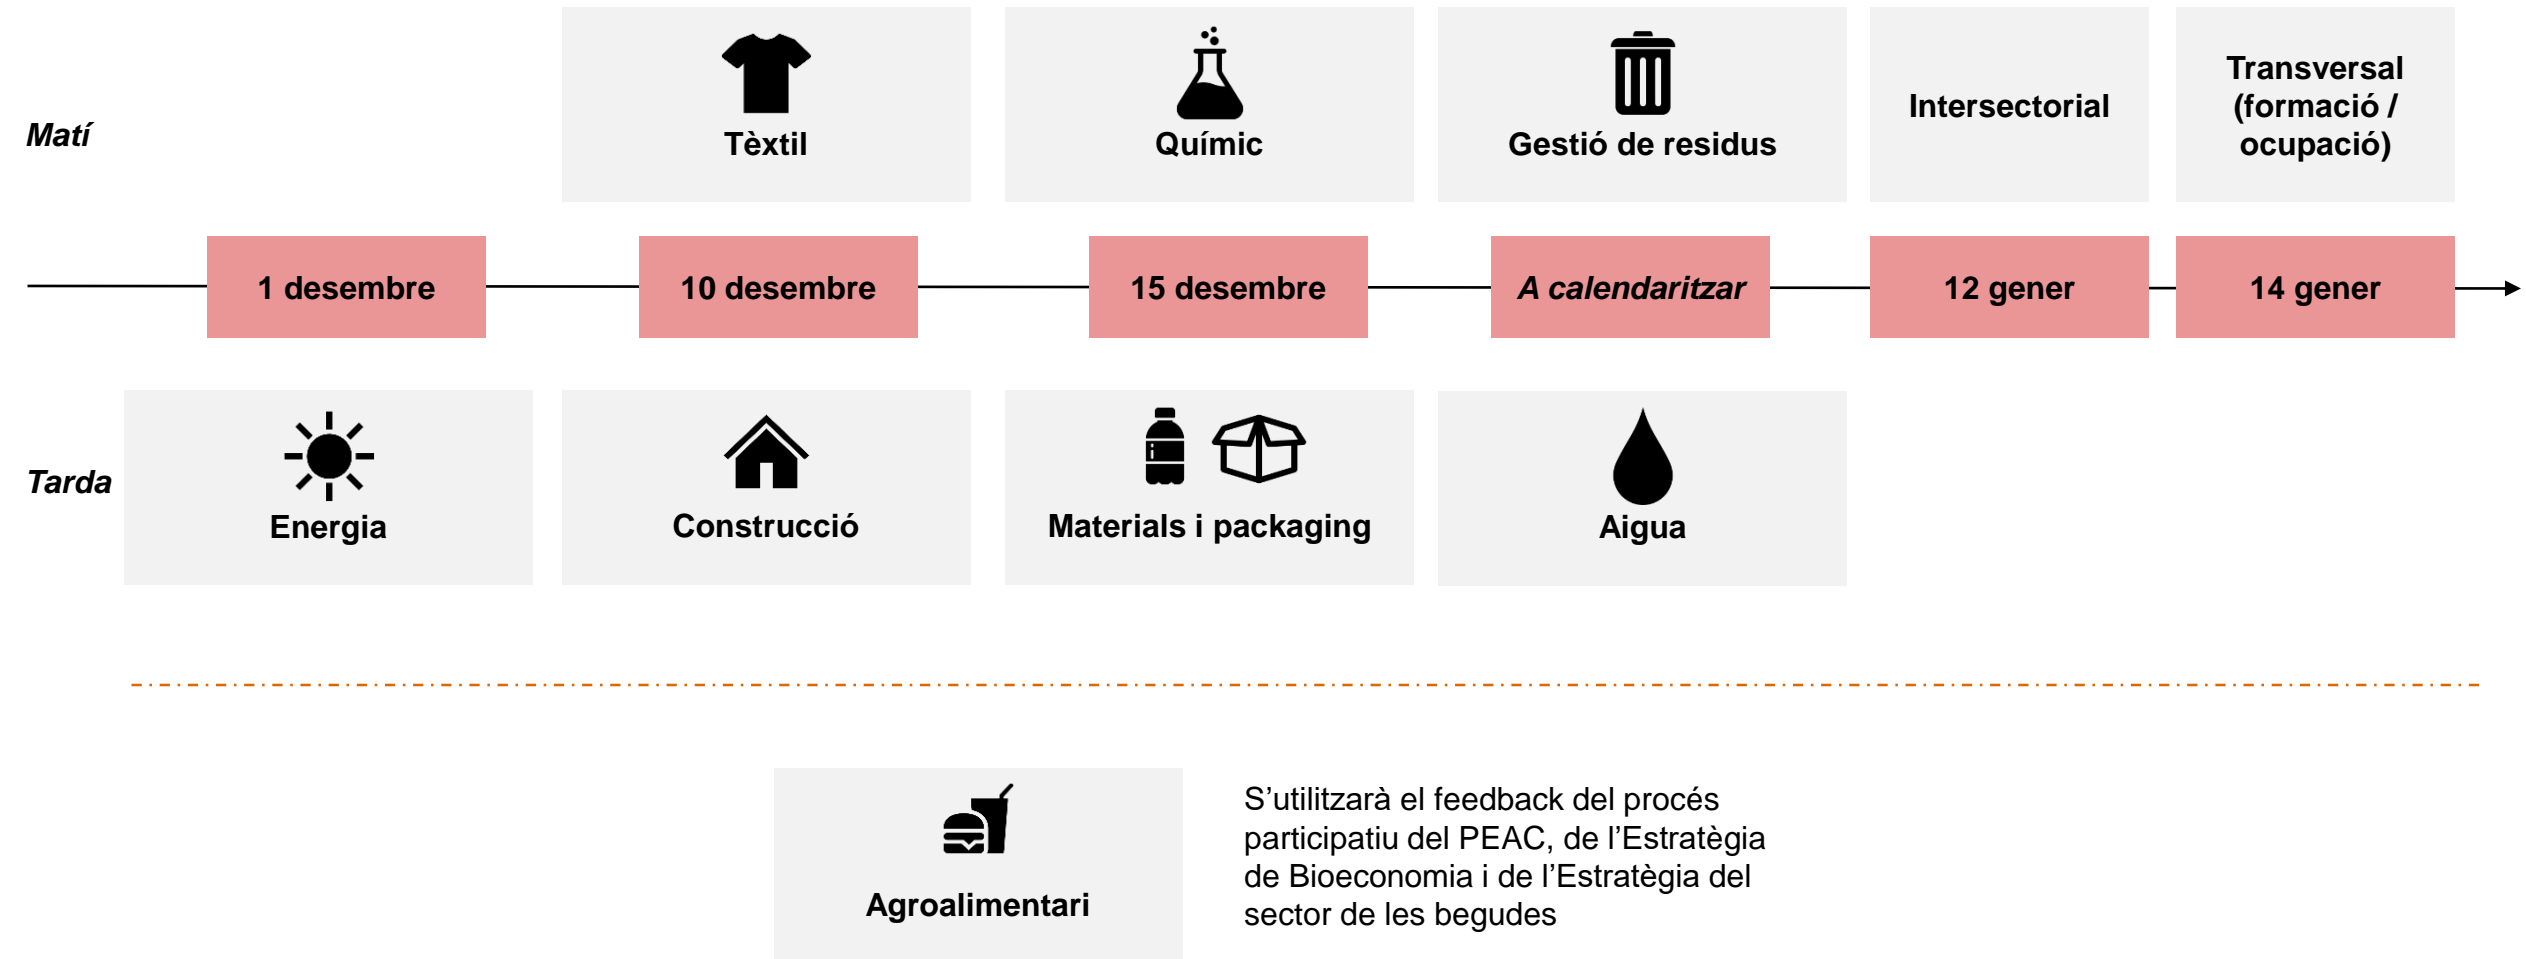 Matí
Tèxtil
Químic
Gestió de residus
Intersectorial
Transversal
(formació /
ocupació)
1 desembre
10 desembre
15 desembre
A calendaritzar
12 gener
14 gener
Tarda
Energia
Construcció
Materials i packaging
Aigua
Agroalimentari
S’utilitzarà el feedback del procés
participatiu del PEAC, de l’Estratègia
de Bioeconomia i de l’Estratègia del
sector de les begudes